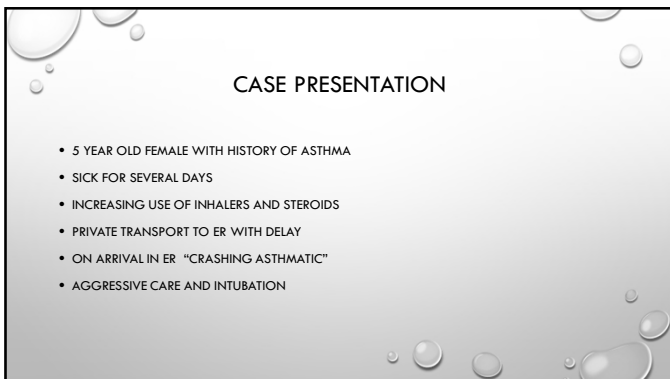 CASE PRESENTATION
• 5 YEAR OLD FEMALE WITH HISTORY OF ASTHMA
• SICK FOR SEVERAL DAYS
• INCREASING USE OF INHALERS AND STEROIDS
• PRIVATE TRANSPORT TO ER WITH DELAY
• ON ARRIVAL IN ER “CRASHING ASTHMATIC”
• AGGRESSIVE CARE AND INTUBATION